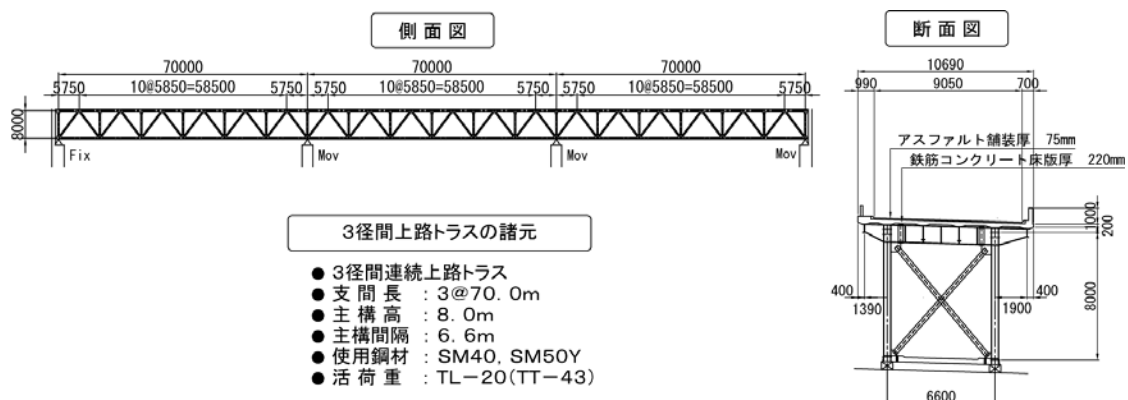 側面図
70000 70000 70000
5750 10@5850=58500 5750 10@5850=58500 5750 10@5850=58500 5750
8000
Fix Mov Mov Mov
3径間上路トラスの諸元
● 3径間連続上路トラス
● 支間長 : 3@70.0m
● 主構高 : 8.0m
● 主構間隔 : 6.6m
● 使用鋼材 : SM40, SM50Y
● 活荷重 : TL-20(TT-43)
断面図
10690
990 9050 700
アスファルト舗装厚 75mm
鉄筋コンクリート床版厚 220mm
1000
200
400 400
1390 1900
8000
6600